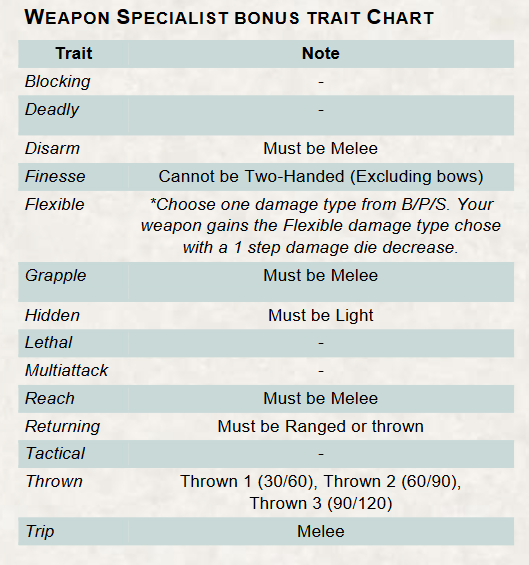 WEAPON SPECIALIST BONUS TRAIT CHART
Trait Note
Blocking -
Deadly -
Disarm Must be Melee
Finesse Cannot be Two-Handed (Excluding bows)
Flexible *Choose one damage type from B/P/S. Your
weapon gains the Flexible damage type chose
with a 1 step damage die decrease.
Grapple Must be Melee
Hidden Must be Light
Lethal -
Multiattack -
Reach Must be Melee
Returning Must be Ranged or thrown
Tactical -
Thrown Thrown 1 (30/60), Thrown 2 (60/90),
Thrown 3 (90/120)
Trip Melee